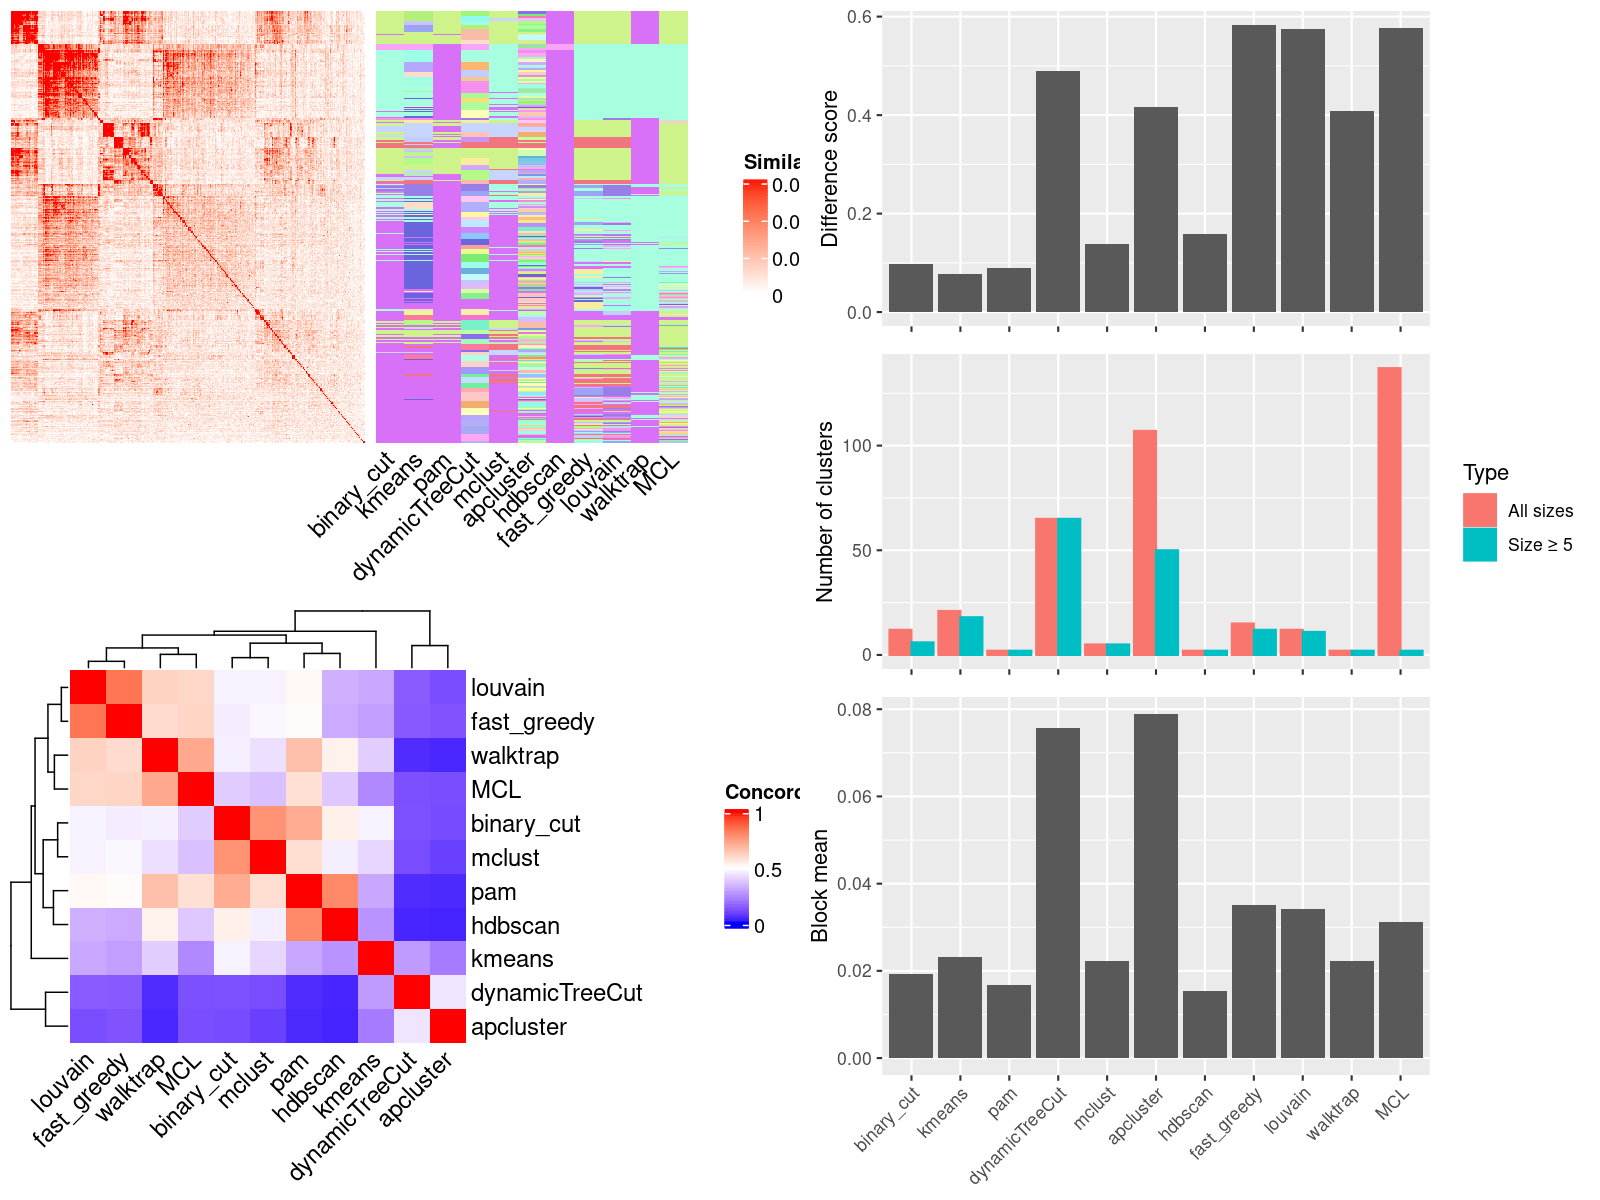 Simila
0.0
0.0
0.0
0
binary_cut
kmeans
pam
dynamicTreeCut
mclust
apcluster
hdbscan
fast_greedy
louvain
walktrap
MCL
louvain
fast_greedy
walktrap
MCL
binary_cut
mclust
pam
hdbscan
kmeans
dynamicTreeCut
apcluster
louvain
fast_greedy
walktrap
MCL
binary_cut
mclust
pam
hdbscan
kmeans
dynamicTreeCut
apcluster
Concord
1
0.5
0
Difference score
0.6
0.4
0.2
0.0
Number of clusters
100
50
0
Type
All sizes
Size ≥ 5
Block mean
0.08
0.06
0.04
0.02
0.00
binary_cut
kmeans
pam
dynamicTreeCut
mclust
apcluster
hdbscan
fast_greedy
louvain
walktrap
MCL